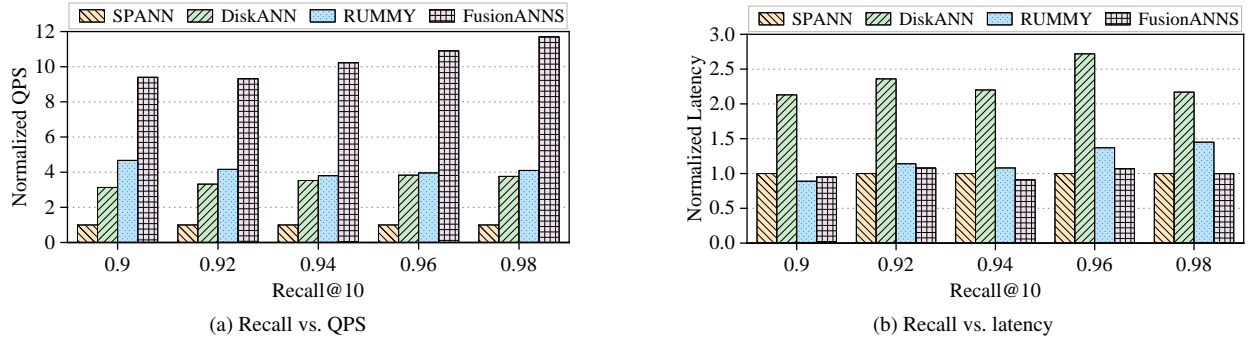 SPANN DiskANN RUMMY FusionANNS
12
10
8
6
4
2
0
Normalized QPS
0.9 0.92 0.94 0.96 0.98
Recall@10
(a) Recall vs. QPS
SPANN DiskANN RUMMY FusionANNS
3.0
2.5
2.0
1.5
1.0
0.5
0.0
Normalized Latency
0.9 0.92 0.94 0.96 0.98
Recall@10
(b) Recall vs. latency